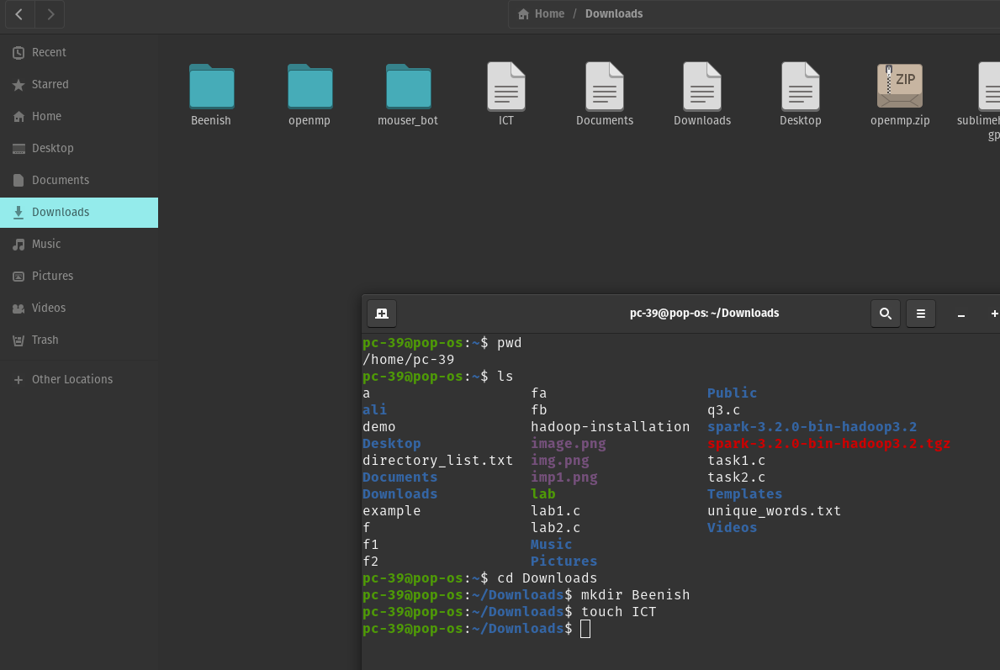 Home / Downloads
Recent
Starred
Home
Desktop
Documents
Downloads
Music
Pictures
Videos
Trash
Other Locations
Beenish openmp mouser_bot ICT Documents Downloads Desktop openmp.zip
ZIP
pc-39@pop-os: ~/Downloads
pc-39@pop-os:~$ pwd
/home/pc-39
pc-39@pop-os:~$ ls
a fa Public
ali fb q3.c
demo hadoop-installation spark-3.2.0-bin-hadoop3.2
Desktop image.png spark-3.2.0-bin-hadoop3.2.tgz
directory_list.txt img.png task1.c
Documents imp1.png task2.c
Downloads lab Templates
example lab1.c unique_words.txt
f lab2.c Videos
f1 Music
f2 Pictures
pc-39@pop-os:~$ cd Downloads
pc-39@pop-os:~/Downloads$ mkdir Beenish
pc-39@pop-os:~/Downloads$ touch ICT
pc-39@pop-os:~/Downloads$